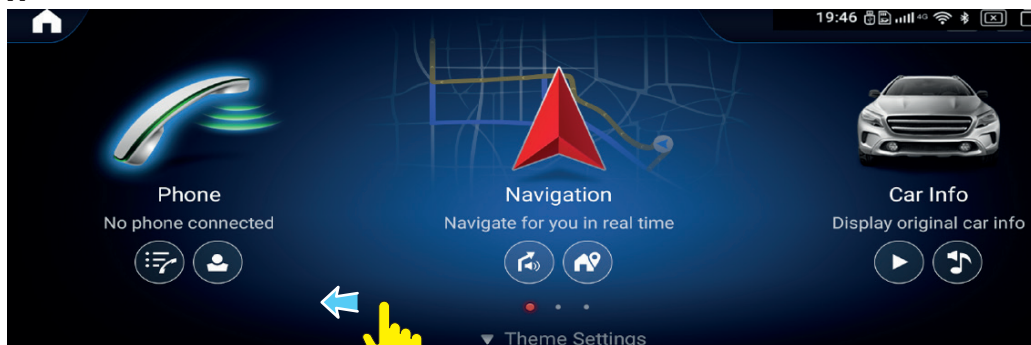 19:46 4G
Phone
No phone connected
Navigation
Navigate for you in real time
Car Info
Display original car info
Theme Settings